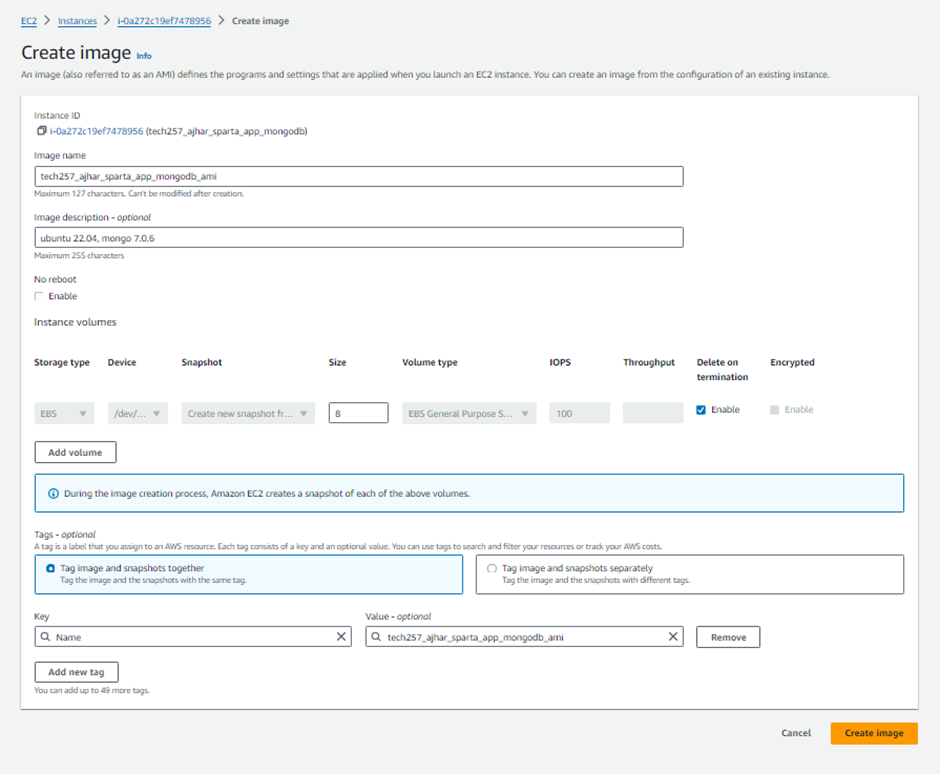 EC2 > Instances > i-0a272c19ef7478956 > Create image
Create image Info
An image (also referred to as an AMI) defines the programs and settings that are applied when you launch an EC2 instance. You can create an image from the configuration of an existing instance.
Instance ID
i-0a272c19ef7478956 (tech257_ajhar_sparta_app_mongodb)
Image name
tech257_ajhar_sparta_app_mongodb_ami
Maximum 127 characters. Can't be modified after creation.
Image description - optional
ubuntu 22.04, mongo 7.0.6
Maximum 255 characters
No reboot
Enable
Instance volumes
Storage type Device Snapshot Size Volume type IOPS Throughput Delete on termination Encrypted
EBS /dev/... Create new snapshot fr... 8 EBS General Purpose S... 100 Enable Enable
Add volume
During the image creation process, Amazon EC2 creates a snapshot of each of the above volumes.
Tags - optional
A tag is a label that you assign to an AWS resource. Each tag consists of a key and an optional value. You can use tags to search and filter your resources or track your AWS costs.
Tag image and snapshots together
Tag the image and the snapshots with the same tag.
Tag image and snapshots separately
Tag the image and the snapshots with different tags.
Key Value - optional
Name tech257_ajhar_sparta_app_mongodb_ami Remove
Add new tag
You can add up to 49 more tags.
Cancel Create image